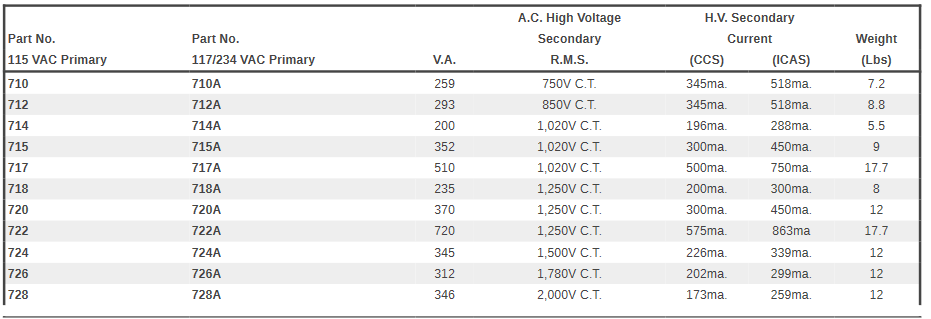 A.C. High Voltage H.V. Secondary
Part No. Part No. Secondary Current Weight
115 VAC Primary 117/234 VAC Primary V.A. R.M.S. (CCS) (ICAS) (Lbs)
710 710A 259 750V C.T. 345ma. 518ma. 7.2
712 712A 293 850V C.T. 345ma. 518ma. 8.8
714 714A 200 1,020V C.T. 196ma. 288ma. 5.5
715 715A 352 1,020V C.T. 300ma. 450ma. 9
717 717A 510 1,020V C.T. 500ma. 750ma. 17.7
718 718A 235 1,250V C.T. 200ma. 300ma. 8
720 720A 370 1,250V C.T. 300ma. 450ma. 12
722 722A 720 1,250V C.T. 575ma. 863ma 17.7
724 724A 345 1,500V C.T. 226ma. 339ma. 12
726 726A 312 1,780V C.T. 202ma. 299ma. 12
728 728A 346 2,000V C.T. 173ma. 259ma. 12